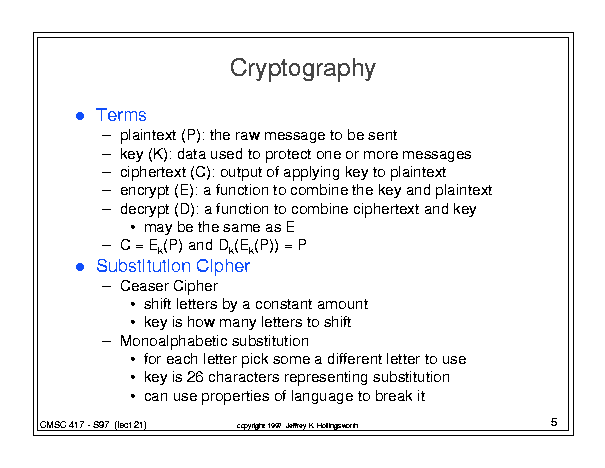 Cryptography
● Terms
– plaintext (P): the raw message to be sent
– key (K): data used to protect one or more messages
– ciphertext (C): output of applying key to plaintext
– encrypt (E): a function to combine the key and plaintext
– decrypt (D): a function to combine ciphertext and key
• may be the same as E
– C = Ek(P) and Dk(Ek(P)) = P
● Substitution Cipher
– Ceaser Cipher
• shift letters by a constant amount
• key is how many letters to shift
– Monoalphabetic substitution
• for each letter pick some a different letter to use
• key is 26 characters representing substitution
• can use properties of language to break it
CMSC 417 - S97 (lect 21)
copyright 1997 Jeffrey K. Hollingsworth
5